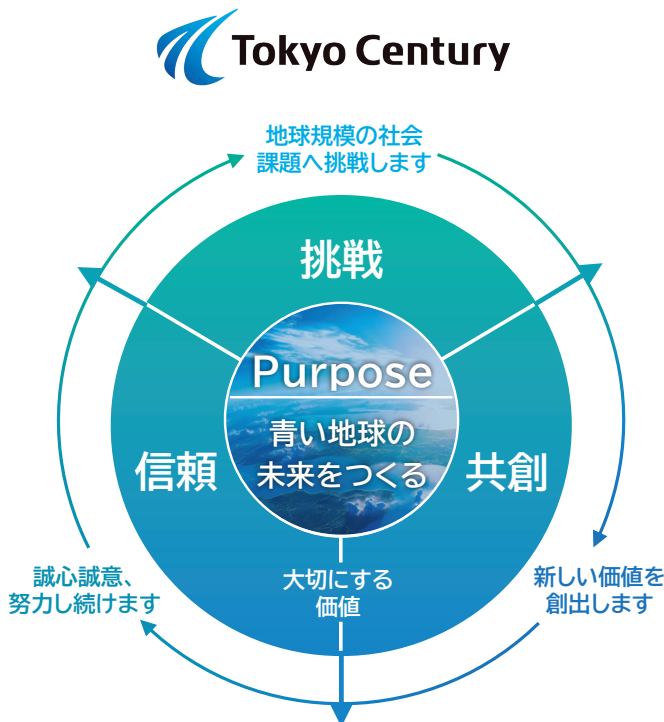 Tokyo Century
地球規模の社会
課題へ挑戦します
挑戦
Purpose
青い地球の
未来をつくる
信頼
共創
大切にする
価値
誠心誠意、
努力し続けます
新しい価値を
創出します